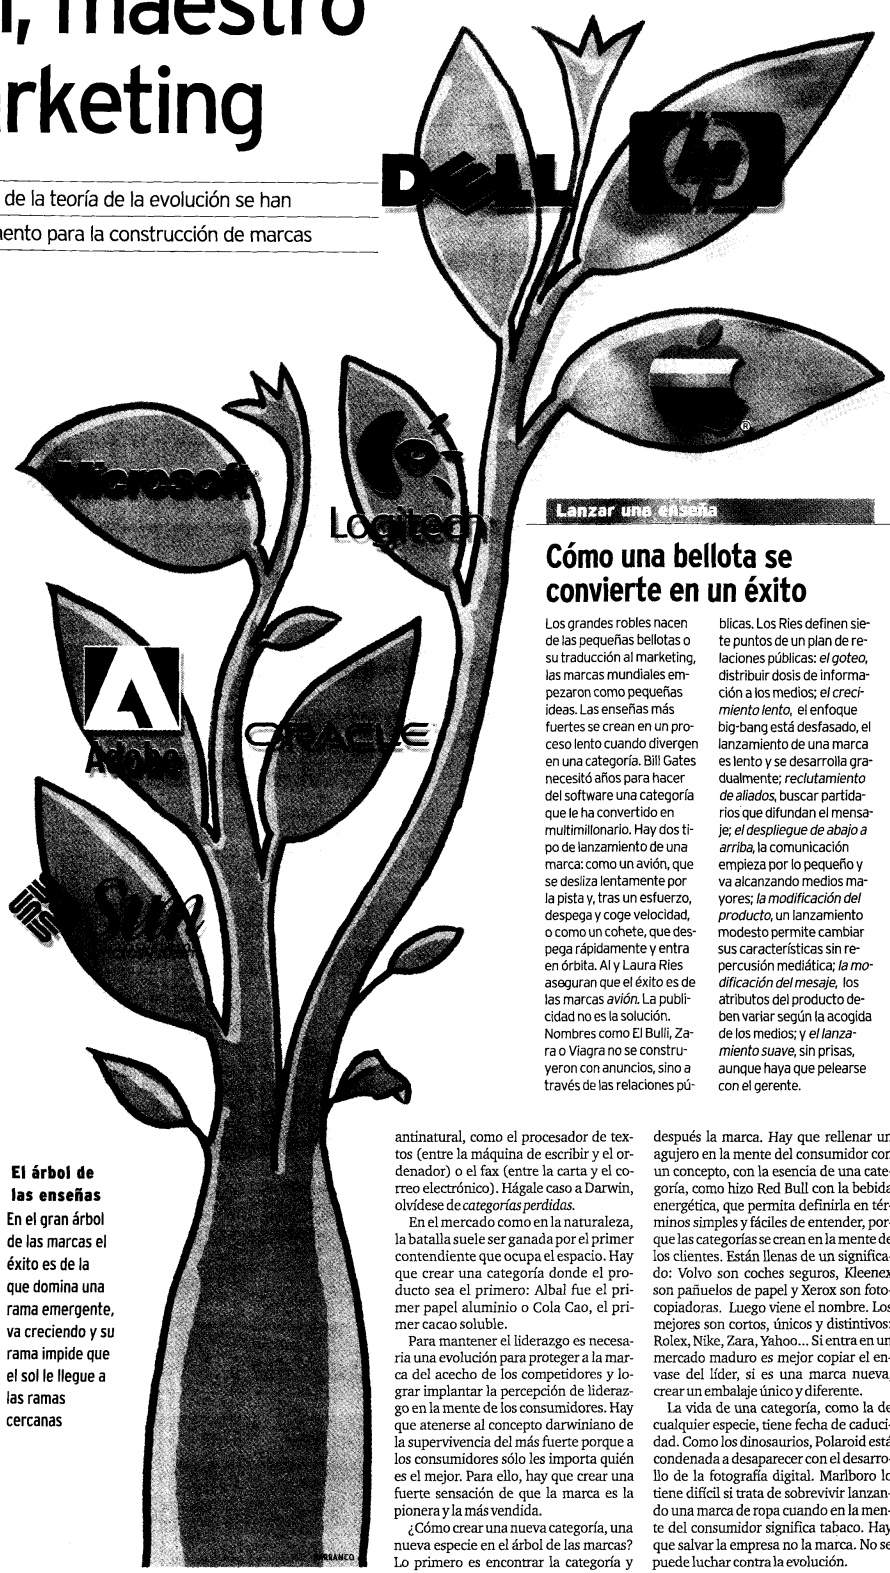 maestro
rketing
de la teoría de la evolución se han
ento para la construcción de marcas
DELL
hp
Microsoft
Logitech
Adobe
ORACLE
Sun
Lanzar una enseña
Cómo una bellota se
convierte en un éxito
Los grandes robles nacen
de las pequeñas bellotas o
su traducción al marketing,
las marcas mundiales em-
pezaron como pequeñas
ideas. Las enseñas más
fuertes se crean en un pro-
ceso lento cuando divergen
en una categoría. Bill Gates
necesitó años para hacer
del software una categoría
que le ha convertido en
multimillonario. Hay dos ti-
po de lanzamiento de una
marca: como un avión, que
se desliza lentamente por
la pista y, tras un esfuerzo,
despega y coge velocidad,
o como un cohete, que des-
pega rápidamente y entra
en órbita. Al y Laura Ries
aseguran que el éxito es de
las marcas avión. La publi-
cidad no es la solución.
Nombres como El Bulli, Za-
ra o Viagra no se constru-
yeron con anuncios, sino a
través de las relaciones pú-
blicas. Los Ries definen sie-
te puntos de un plan de re-
laciones públicas: el goteo,
distribuir dosis de informa-
ción a los medios; el creci-
miento lento, el enfoque
big-bang está desfasado, el
lanzamiento de una marca
es lento y se desarrolla gra-
dualmente; reclutamiento
de aliados, buscar partida-
rios que difundan el mensa-
je; el despliegue de abajo a
arriba, la comunicación
empieza por lo pequeño y
va alcanzando medios ma-
yores; la modificación del
producto, un lanzamiento
modesto permite cambiar
sus características sin re-
percusión mediática; la mo-
dificación del mesaje, los
atributos del producto de-
ben variar según la acogida
de los medios; y el lanza-
miento suave, sin prisas,
aunque haya que pelearse
con el gerente.
El árbol de
las enseñas
En el gran árbol
de las marcas el
éxito es de la
que domina una
rama emergente,
va creciendo y su
rama impide que
el sol le llegue a
las ramas
cercanas
antinatural, como el procesador de tex-
tos (entre la máquina de escribir y el or-
denador) o el fax (entre la carta y el co-
rreo electrónico). Hágale caso a Darwin,
olvídese de categorías perdidas.
En el mercado como en la naturaleza,
la batalla suele ser ganada por el primer
contendiente que ocupa el espacio. Hay
que crear una categoría donde el pro-
ducto sea el primero: Albal fue el pri-
mer papel aluminio o Cola Cao, el pri-
mer cacao soluble.
Para mantener el liderazgo es necesa-
ria una evolución para proteger a la mar-
ca del acecho de los competidores y lo-
grar implantar la percepción de lideraz-
go en la mente de los consumidores. Hay
que atenerse al concepto darwiniano de
la supervivencia del más fuerte porque a
los consumidores sólo les importa quién
es el mejor. Para ello, hay que crear una
fuerte sensación de que la marca es la
pionera y la más vendida.
¿Cómo crear una nueva categoría, una
nueva especie en el árbol de las marcas?
Lo primero es encontrar la categoría y
después la marca. Hay que rellenar un
agujero en la mente del consumidor con
un concepto, con la esencia de una cate-
goría, como hizo Red Bull con la bebida
energética, que permita definirla en tér-
minos simples y fáciles de entender, por-
que las categorías se crean en la mente de
los clientes. Están llenas de un significa-
do: Volvo son coches seguros, Kleenex
son pañuelos de papel y Xerox son foto-
copiadoras. Luego viene el nombre. Los
mejores son cortos, únicos y distintivos:
Rolex, Nike, Zara, Yahoo... Si entra en un
mercado maduro es mejor copiar el en-
vase del líder, si es una marca nueva,
crear un embalaje único y diferente.
La vida de una categoría, como la de
cualquier especie, tiene fecha de caduci-
dad. Como los dinosaurios, Polaroid está
condenada a desaparecer con el desarro-
llo de la fotografía digital. Marlboro lo
tiene difícil si trata de sobrevivir lanzan-
do una marca de ropa cuando en la men-
te del consumidor significa tabaco. Hay
que salvar la empresa no la marca. No se
puede luchar contra la evolución.